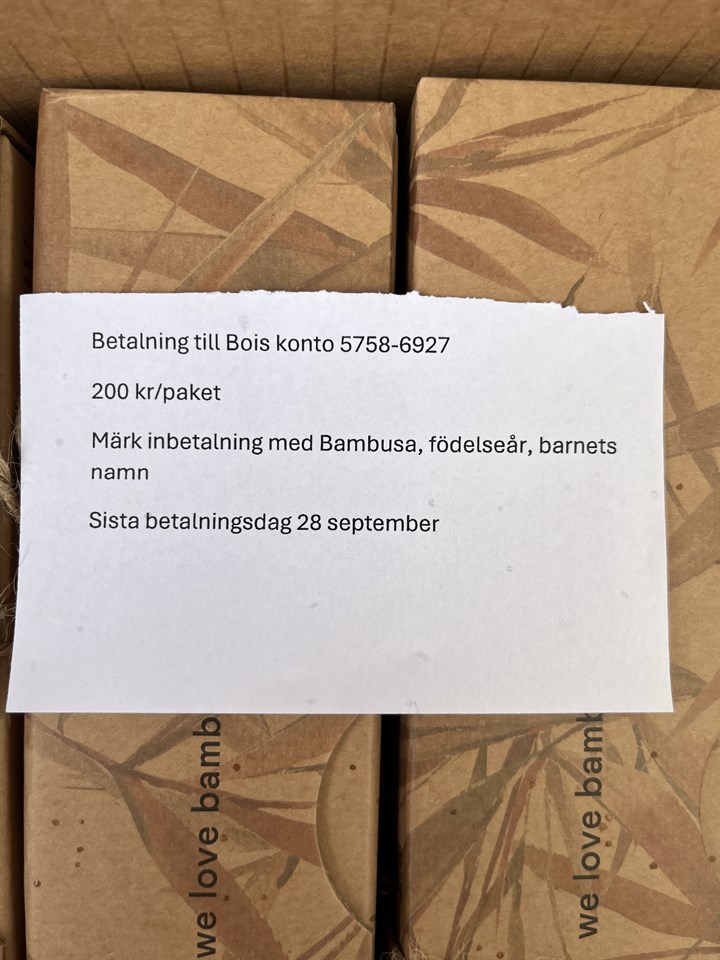 Betalning till Bois konto 5758-6927
200 kr/paket
Märk inbetalning med Bambusa, födelseår, barnets
namn
Sista betalningsdag 28 september
we love bamb
we love bamb